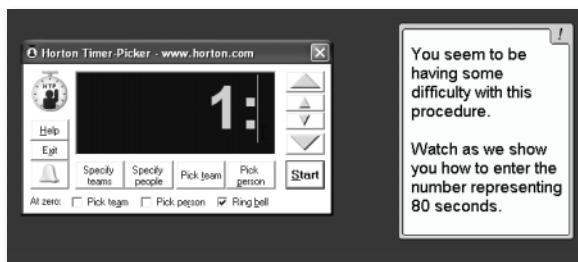 Horton Timer-Picker - www.horton.com
HTP
1:
Help
Exit
Specify teams
Specify people
Pick team
Pick person
Start
At zero: Pick team Pick person Ring bell
!
You seem to be
having some
difficulty with this
procedure.
Watch as we show
you how to enter the
number representing
80 seconds.